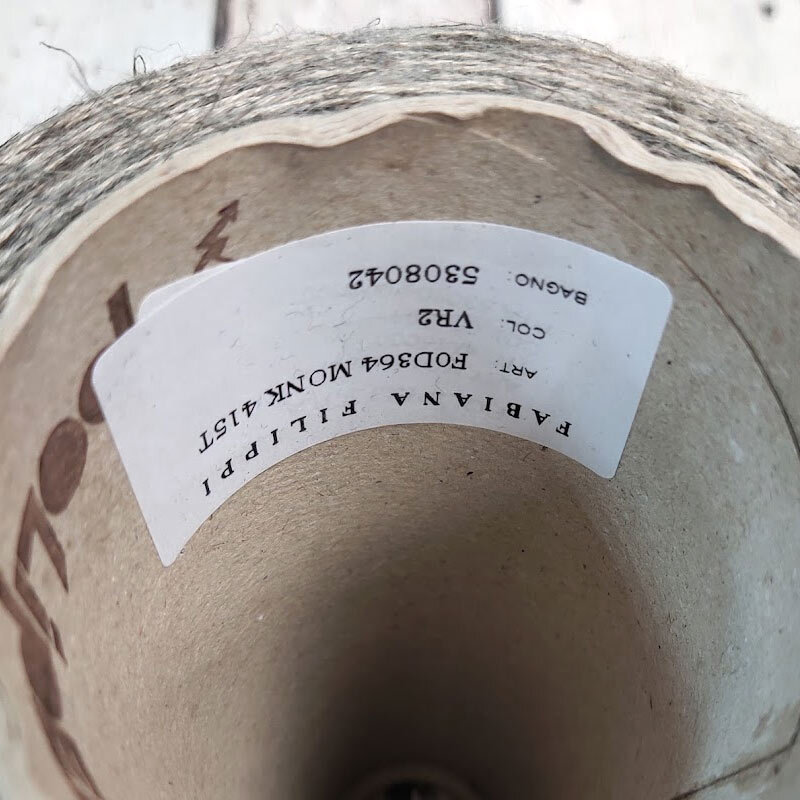 FABIANA FILIPPI
ART: F0D364 MONK 415T
COL: VR2
BAGNO: 5308042